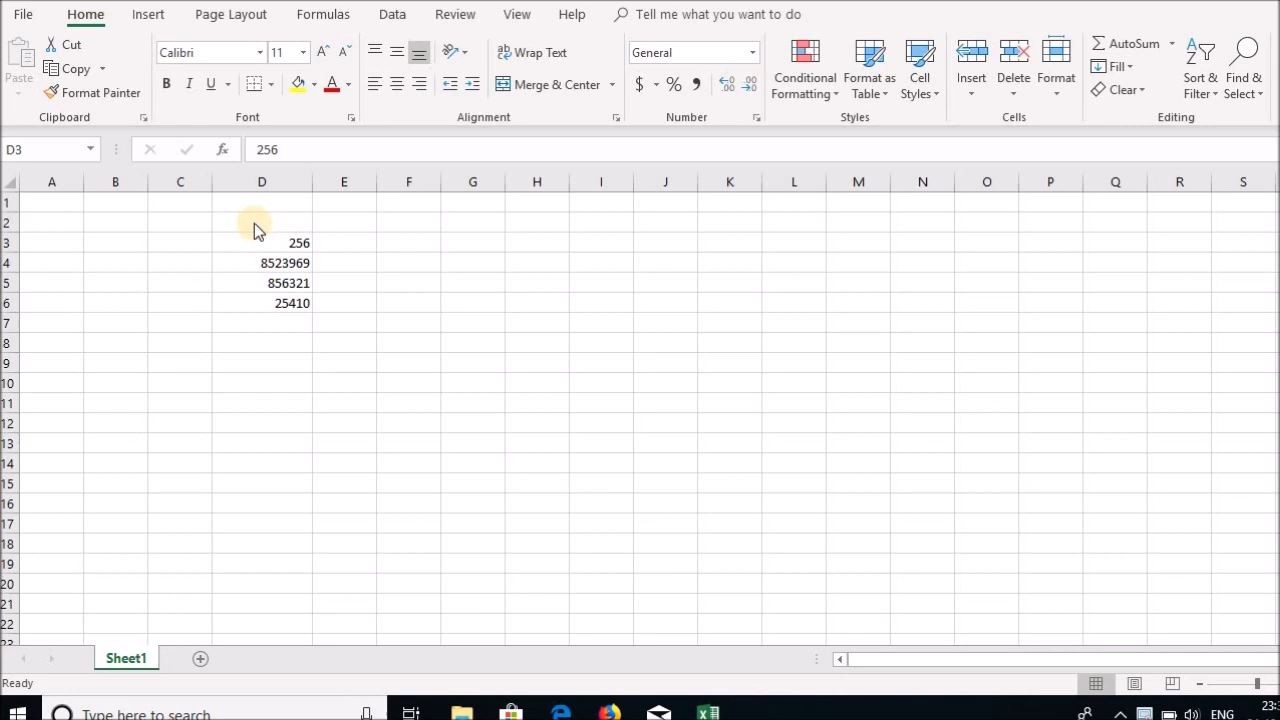 File Home Insert Page Layout Formulas Data Review View Help Tell me what you want to do
Paste Cut Copy Format Painter
Clipboard
Calibri 11
B I U A
Font
Wrap Text
Merge & Center
Alignment
General
$ % , .00
Number
Conditional Formatting Format as Table Cell Styles
Styles
Insert Delete Format
Cells
AutoSum
Fill
Clear
Sort & Filter Find & Select
Editing
D3 fx 256
A B C D E F G H I J K L M N O P Q R S
1
2
3 256
4 8523969
5 856321
6 25410
7
8
9
10
11
12
13
14
15
16
17
18
19
20
21
22
23
Sheet1
Ready
Type here to search ENG